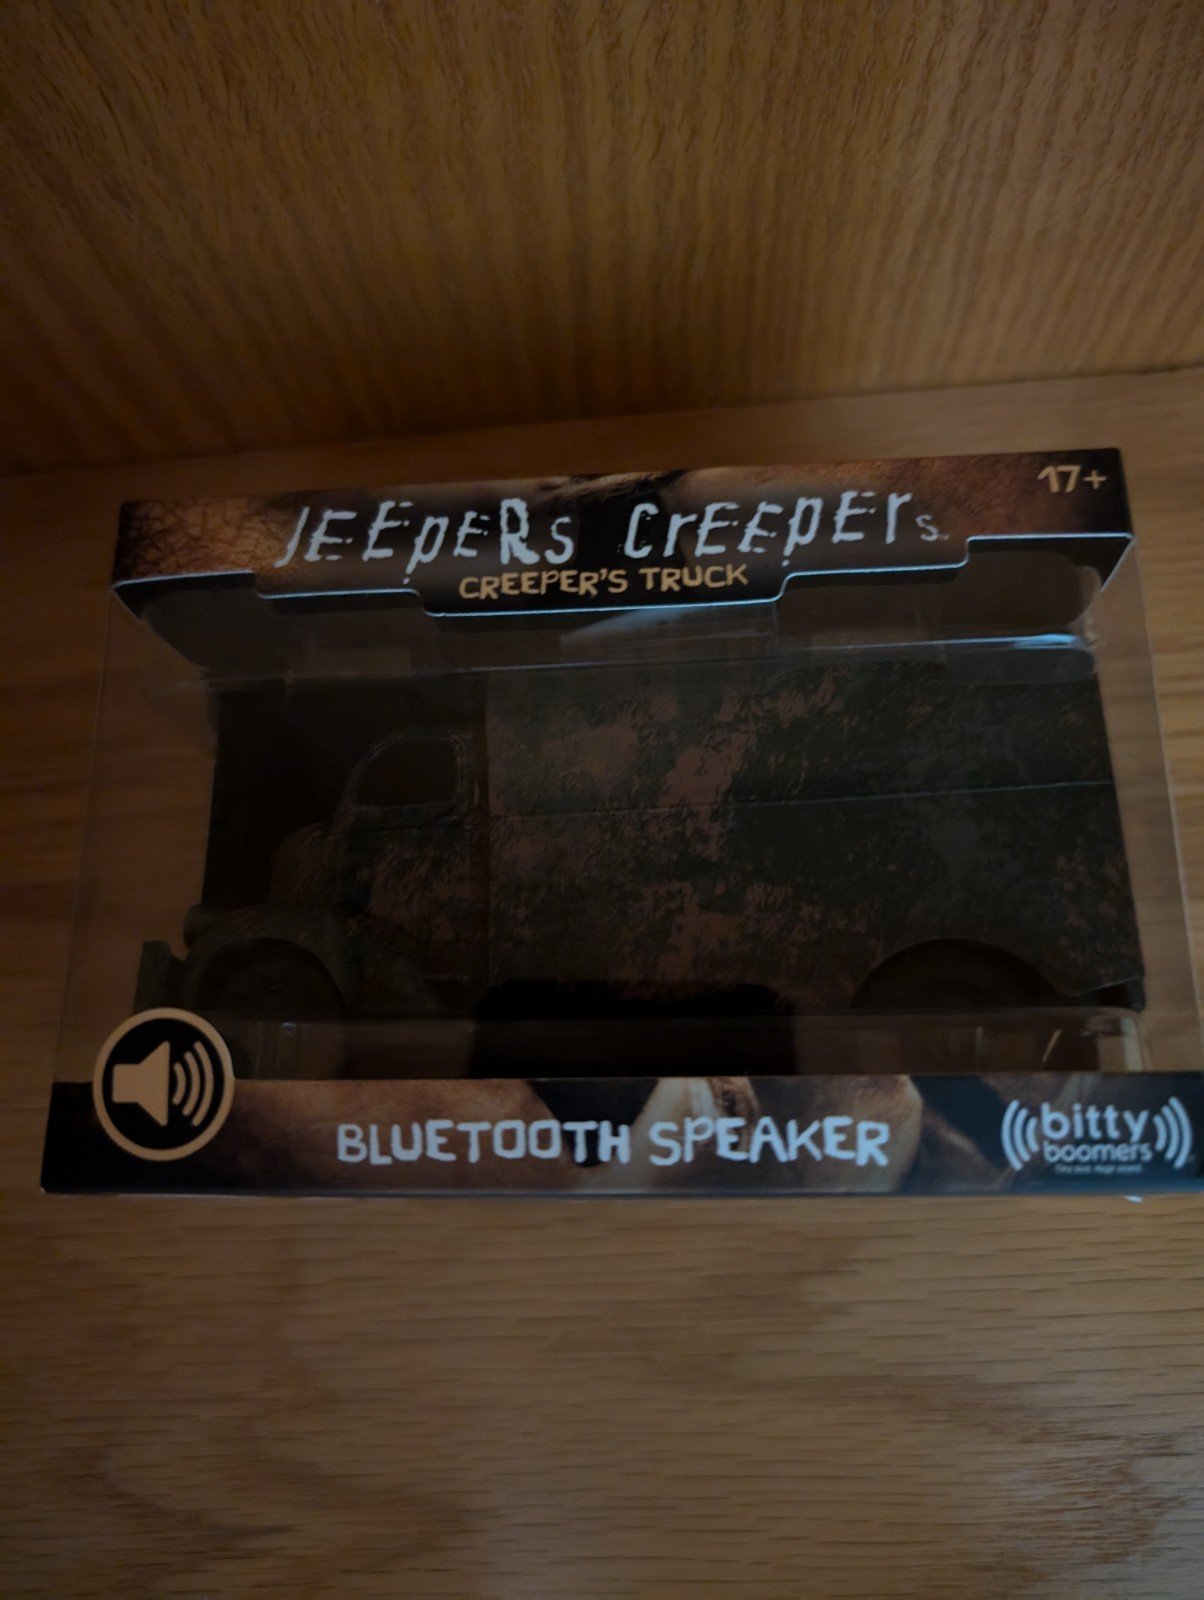 17+
JEEpERs CrEEpErs
CREEPER'S TRUCK
BLUETOOTH SPEAKER
bitty
boomers